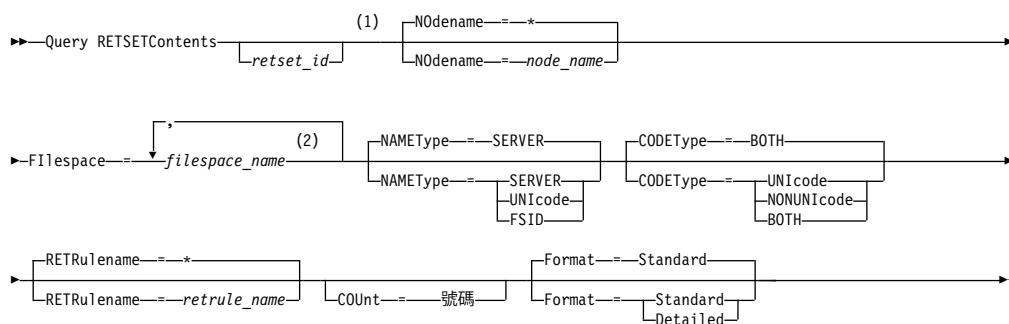 (1) NOdename = *
Query RETSETContents
retset_id NOdename = node_name
,
(2) NAMEType = SERVER CODEType = BOTH
FIlespace = filespace_name
NAMEType = SERVER CODEType = UNIcode
UNIcode NONUNIcode
FSID BOTH
RETRulename = * Format = Standard
RETRulename = retrule_name COUnt = 號碼 Format = Standard
Detailed